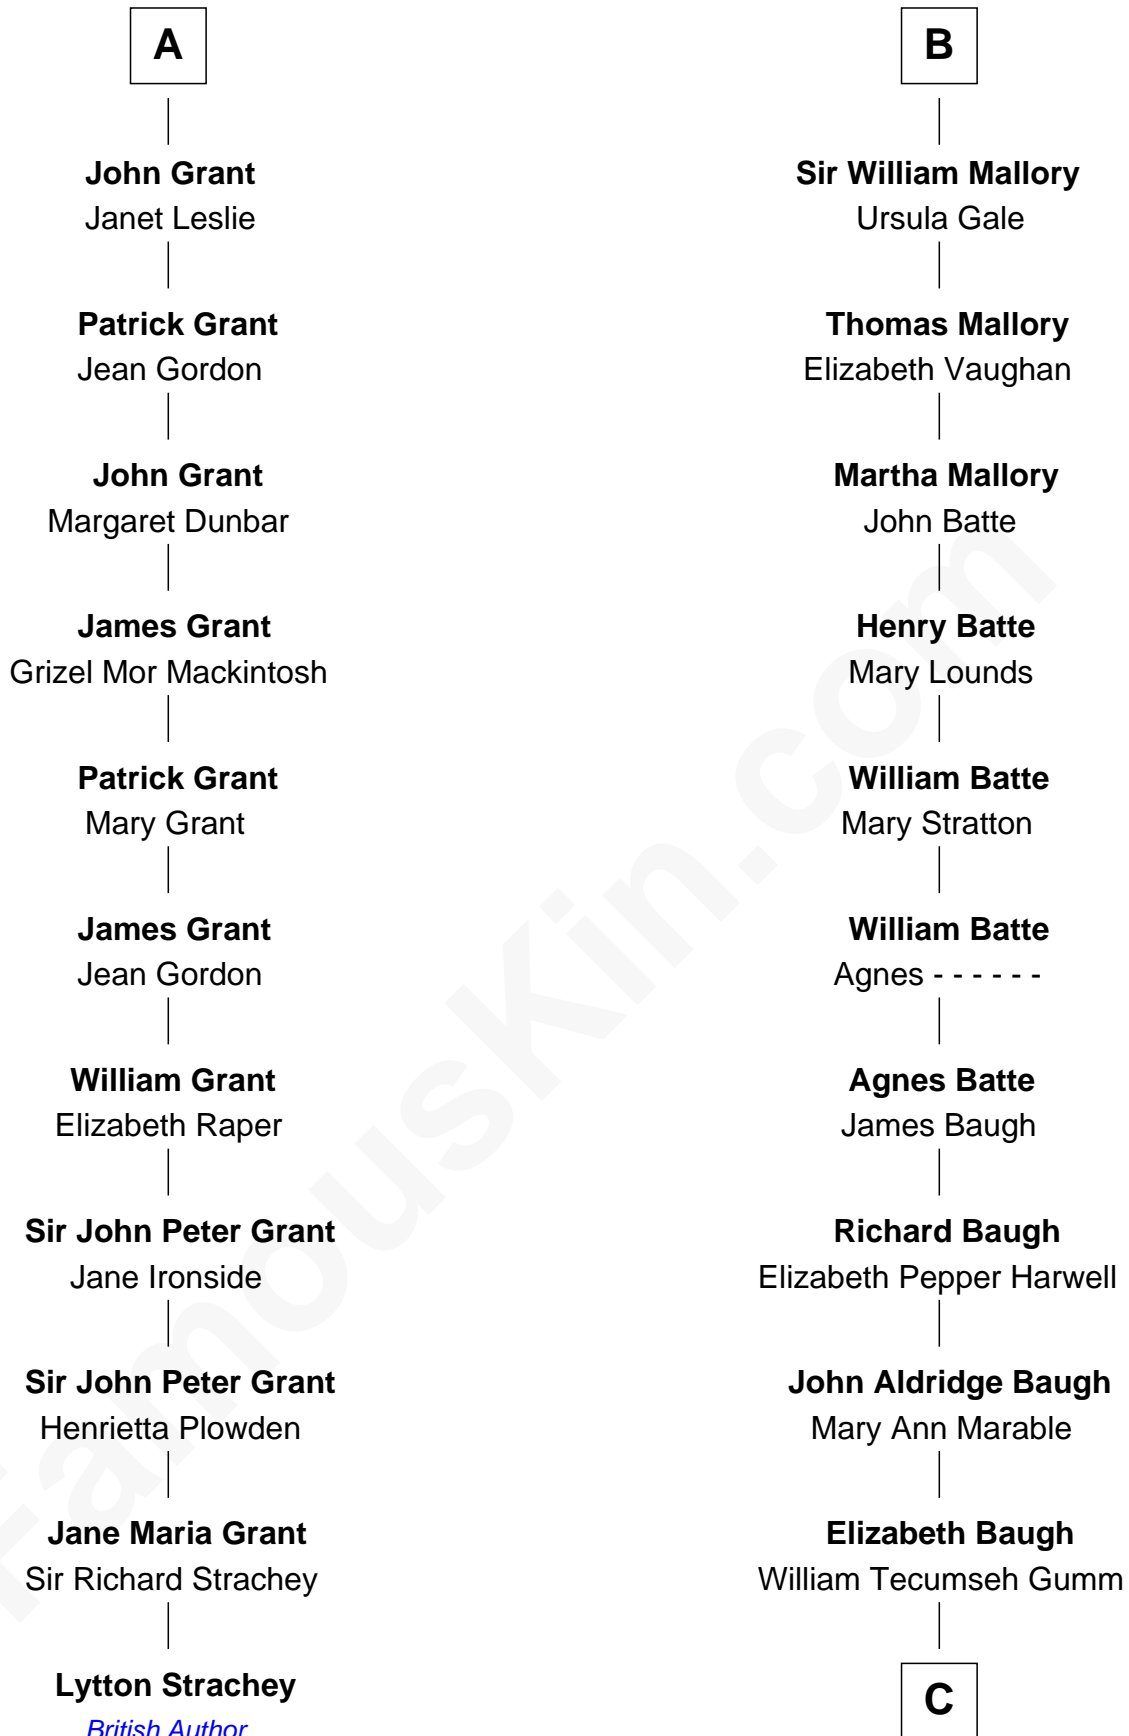 A
John Grant
Janet Leslie
Patrick Grant
Jean Gordon
John Grant
Margaret Dunbar
James Grant
Grizel Mor Mackintosh
Patrick Grant
Mary Grant
James Grant
Jean Gordon
William Grant
Elizabeth Raper
Sir John Peter Grant
Jane Ironside
Sir John Peter Grant
Henrietta Plowden
Jane Maria Grant
Sir Richard Strachey
Lytton Strachey
British Author
B
Sir William Mallory
Ursula Gale
Thomas Mallory
Elizabeth Vaughan
Martha Mallory
John Batte
Henry Batte
Mary Lounds
William Batte
Mary Stratton
William Batte
Agnes - - - - - -
Agnes Batte
James Baugh
Richard Baugh
Elizabeth Pepper Harwell
John Aldridge Baugh
Mary Ann Marable
Elizabeth Baugh
William Tecumseh Gumm
C
FamousKin.com